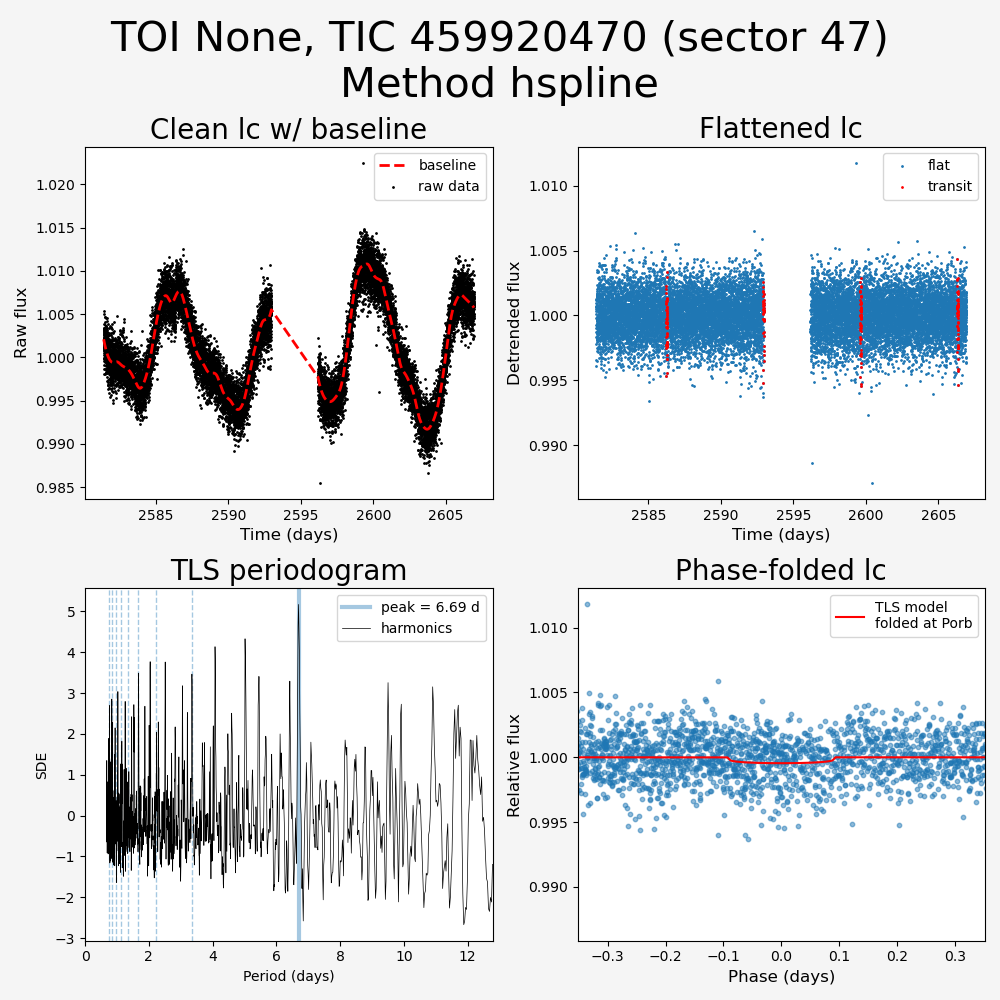 TOI None, TIC 459920470 (sector 47)
Method hspline
Clean lc w/ baseline
Flattened lc
baseline
raw data
flat
transit
Raw flux
1.020
1.015
1.010
1.005
1.000
0.995
0.990
0.985
2585
2590
2595
2600
2605
Time (days)
Detrended flux
1.010
1.005
1.000
0.995
0.990
2585
2590
2595
2600
2605
Time (days)
TLS periodogram
Phase-folded lc
peak = 6.69 d
harmonics
TLS model
folded at Porb
SDE
5
4
3
2
1
0
−1
−2
−3
0
2
4
6
8
10
12
Period (days)
Relative flux
1.010
1.005
1.000
0.995
0.990
−0.3
−0.2
−0.1
0.0
0.1
0.2
0.3
Phase (days)